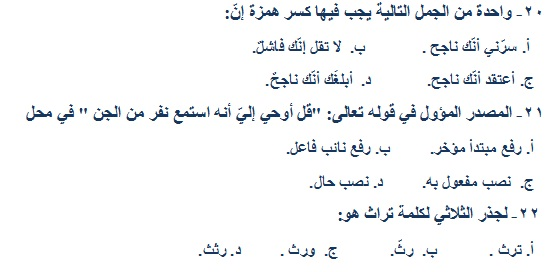 ٢٠- واحدة من الجمل التالية يجب فيها كسر همزة إنّ:
أ. سرّني أنّك ناجح . ب. لا تقل إنّك فاشلٌ.
ج. أعتقد أنّك ناجح. د. أبلغَك أنّك ناجحٌ.
٢١- المصدر المؤول في قوله تعالى: "قل أوحي إليّ أنه استمع نفر من الجن " في محل
أ. رفع مبتدأ مؤخر. ب. رفع نائب فاعل.
ج. نصب مفعول به. د. نصب حال.
٢٢- لجذر الثلاثي لكلمة تراث هو:
أ. ترث . ب. رثّ. ج. ورث . د. رثث.